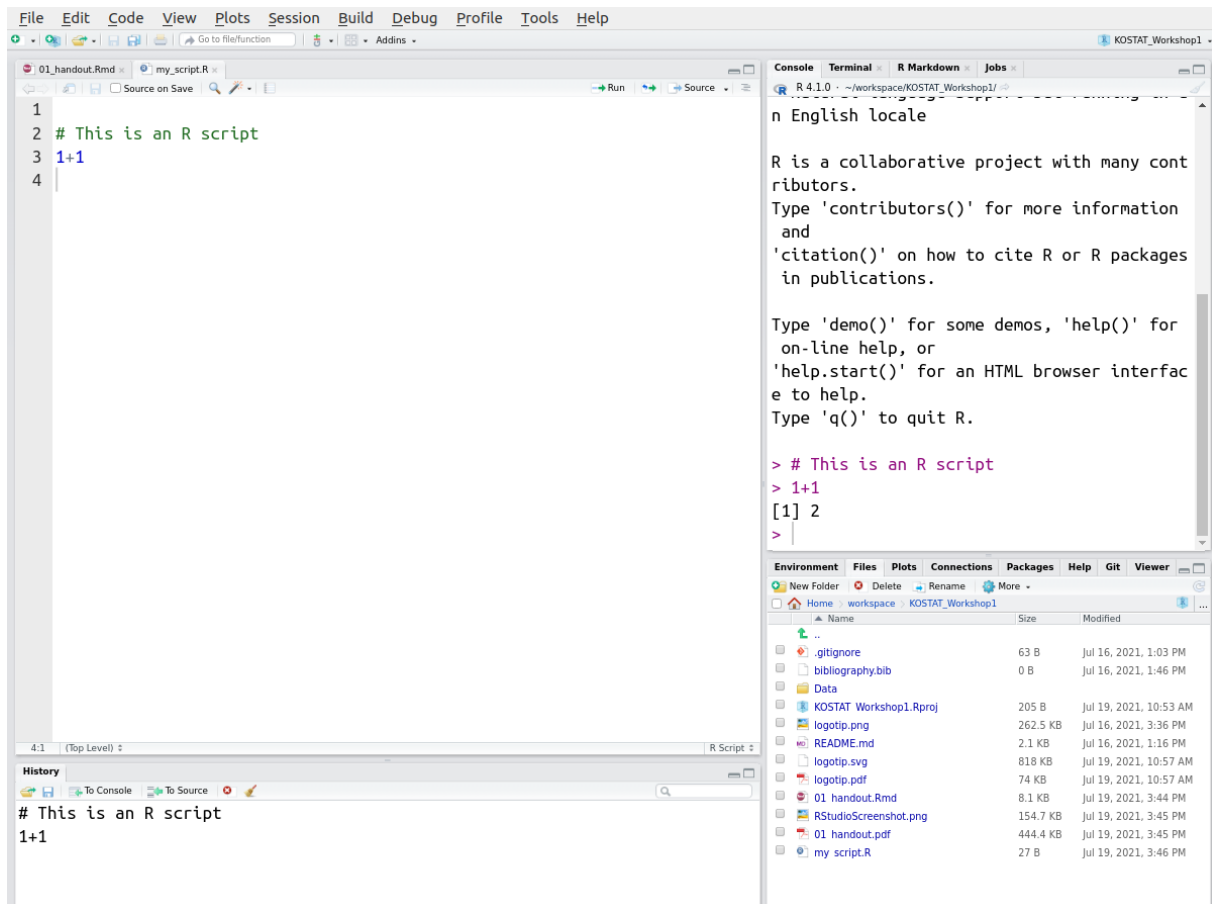 File Edit Code View Plots Session Build Debug Profile Tools Help
Go to file/function Addins KOSTAT_Workshop1
01_handout.Rmd my_script.R
Source on Save Run Source
1
2 # This is an R script
3 1+1
4
4:1 (Top Level) R Script
History
To Console To Source
# This is an R script
1+1
Console Terminal R Markdown Jobs
R 4.1.0 · ~/workspace/KOSTAT_Workshop1/
n English locale
R is a collaborative project with many cont
ributors.
Type 'contributors()' for more information
and
'citation()' on how to cite R or R packages
in publications.
Type 'demo()' for some demos, 'help()' for
on-line help, or
'help.start()' for an HTML browser interfac
e to help.
Type 'q()' to quit R.
> # This is an R script
> 1+1
[1] 2
>
Environment Files Plots Connections Packages Help Git Viewer
New Folder Delete Rename More
Home workspace KOSTAT_Workshop1 ...
Name Size Modified
..
.gitignore 63 B Jul 16, 2021, 1:03 PM
bibliography.bib 0 B Jul 16, 2021, 1:46 PM
Data
KOSTAT_Workshop1.Rproj 205 B Jul 19, 2021, 10:53 AM
logotip.png 262.5 KB Jul 16, 2021, 3:36 PM
README.md 2.1 KB Jul 16, 2021, 1:16 PM
logotip.svg 818 KB Jul 19, 2021, 10:57 AM
logotip.pdf 74 KB Jul 19, 2021, 10:57 AM
01_handout.Rmd 8.1 KB Jul 19, 2021, 3:44 PM
RStudioScreenshot.png 154.7 KB Jul 19, 2021, 3:45 PM
01_handout.pdf 444.4 KB Jul 19, 2021, 3:45 PM
my_script.R 27 B Jul 19, 2021, 3:46 PM